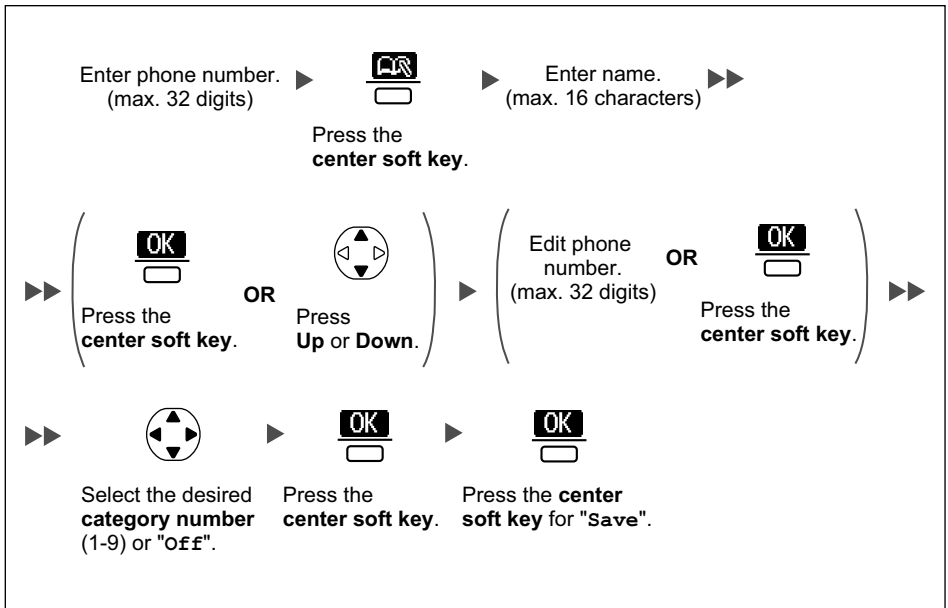 Enter phone number.
(max. 32 digits)
Press the
center soft key.
Enter name.
(max. 16 characters)
OK
Press the
center soft key.
OR
Press
Up or Down.
Edit phone
number.
(max. 32 digits)
OR
OK
Press the
center soft key.
Select the desired
category number
(1-9) or "Off".
OK
Press the
center soft key.
OK
Press the center
soft key for "Save".